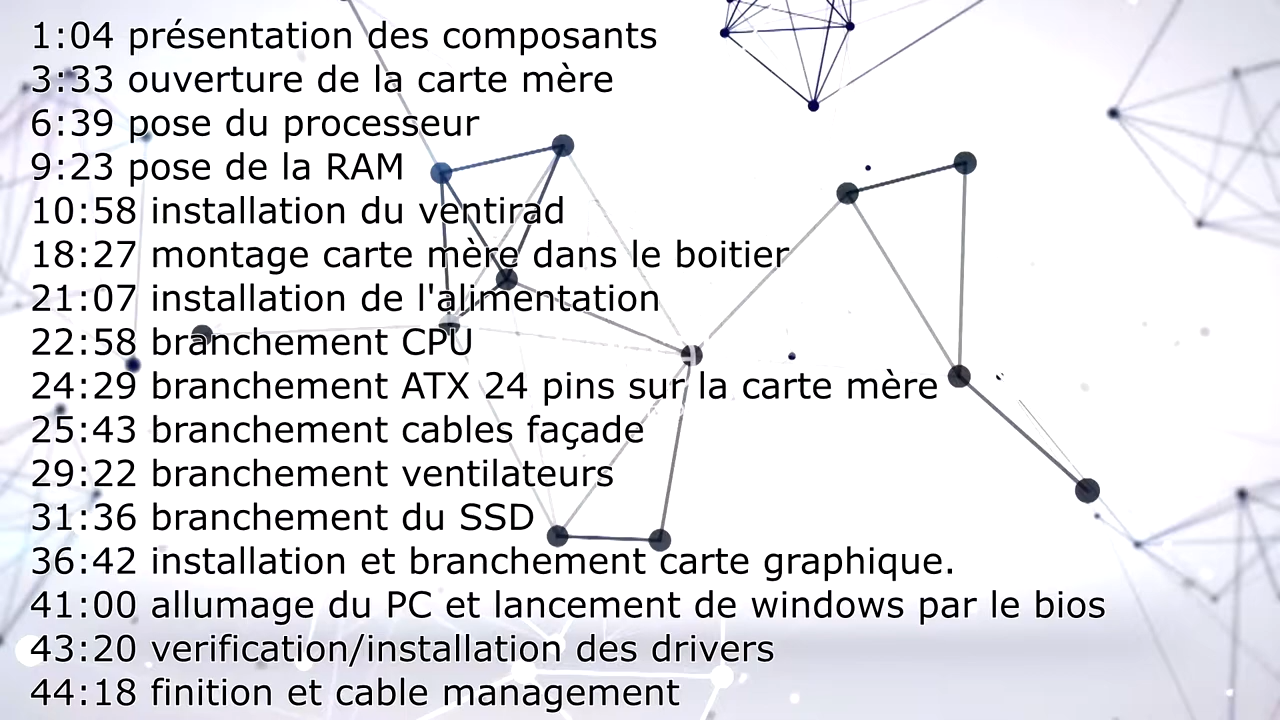 1:04 présentation des composants
3:33 ouverture de la carte mère
6:39 pose du processeur
9:23 pose de la RAM
10:58 installation du ventirad
18:27 montage carte mère dans le boitier
21:07 installation de l'alimentation
22:58 branchement CPU
24:29 branchement ATX 24 pins sur la carte mère
25:43 branchement cables façade
29:22 branchement ventilateurs
31:36 branchement du SSD
36:42 installation et branchement carte graphique.
41:00 allumage du PC et lancement de windows par le bios
43:20 verification/installation des drivers
44:18 finition et cable management